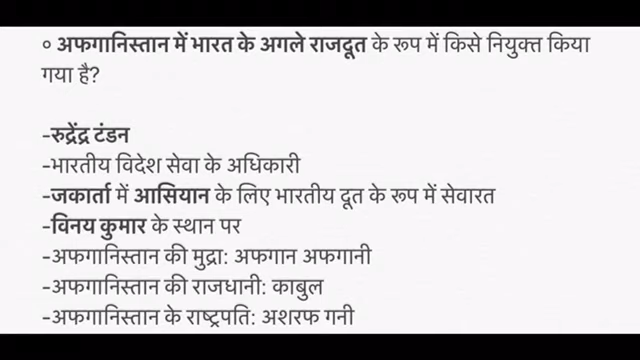 ० अफगानिस्तान में भारत के अगले राजदूत के रूप में किसे नियुक्त किया
गया है?
-रुद्रेंद्र टंडन
-भारतीय विदेश सेवा के अधिकारी
-जकार्ता में आसियान के लिए भारतीय दूत के रूप में सेवारत
-विनय कुमार के स्थान पर
-अफगानिस्तान की मुद्रा: अफगान अफगानी
-अफगानिस्तान की राजधानी: काबुल
-अफगानिस्तान के राष्ट्रपति: अशरफ गनी